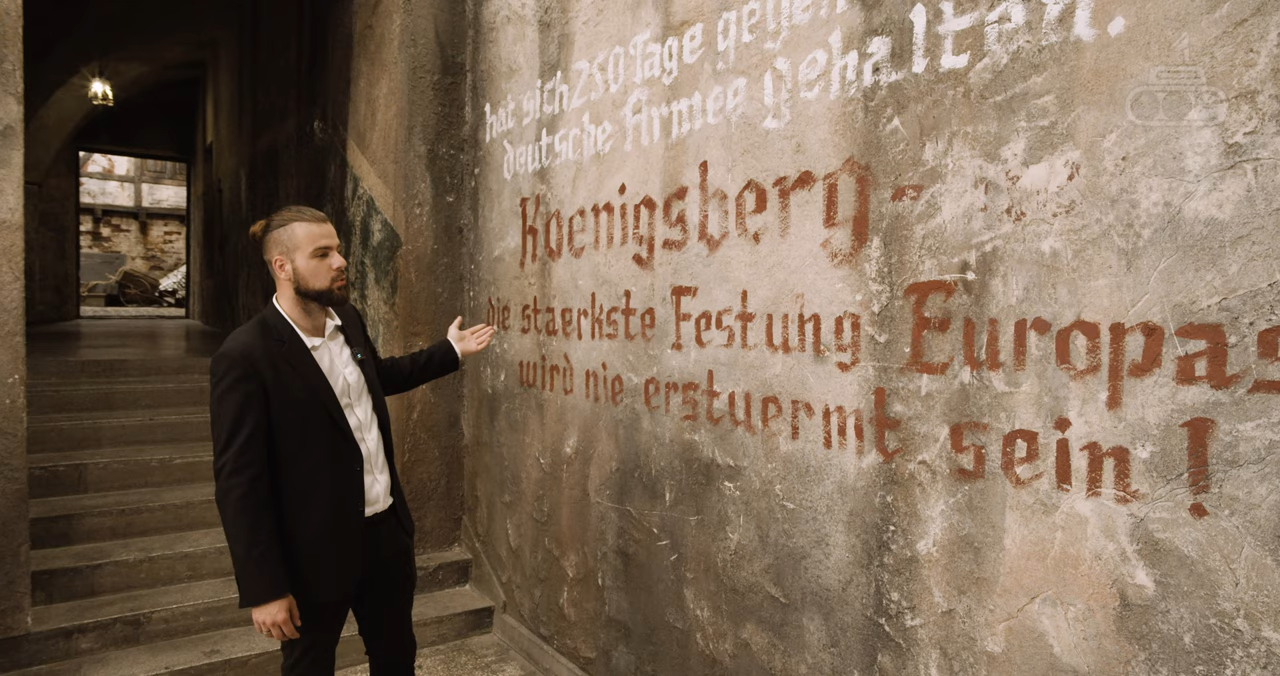 hat sich 250 Tage gegen
deutsche Armee gehalten.
Koenigsberg-
die staerkste Festung Europas
wird nie erstuermt sein!